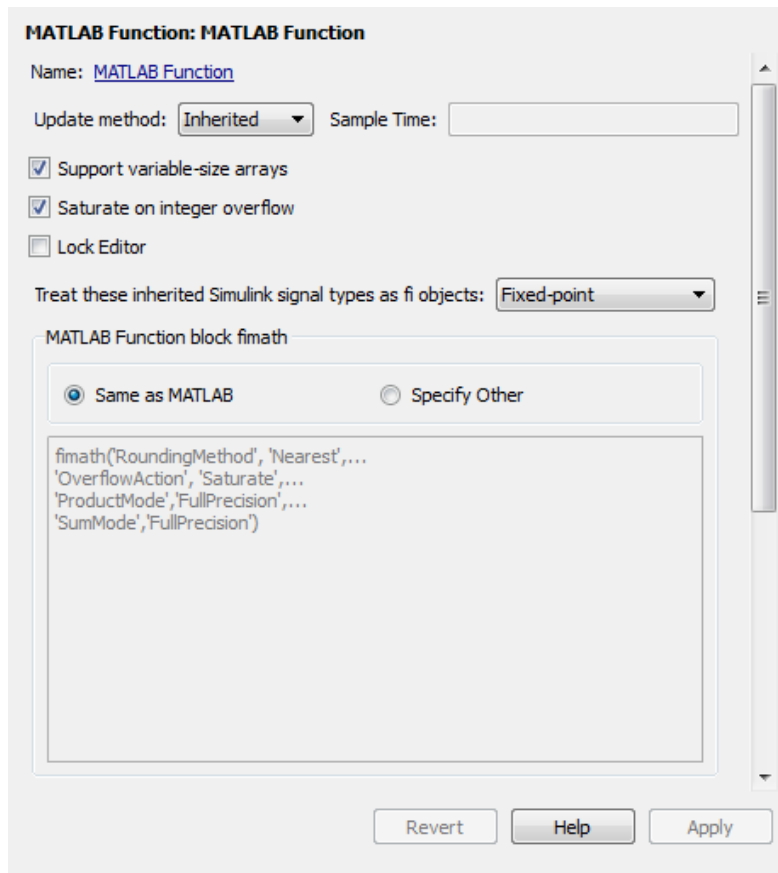 MATLAB Function: MATLAB Function
Name: MATLAB Function
Update method: Inherited Sample Time:
Support variable-size arrays
Saturate on integer overflow
Lock Editor
Treat these inherited Simulink signal types as fi objects: Fixed-point
MATLAB Function block fimath
Same as MATLAB Specify Other
fimath('RoundingMethod', 'Nearest',...
'OverflowAction', 'Saturate',...
'ProductMode','FullPrecision',...
'SumMode','FullPrecision')
Revert Help Apply